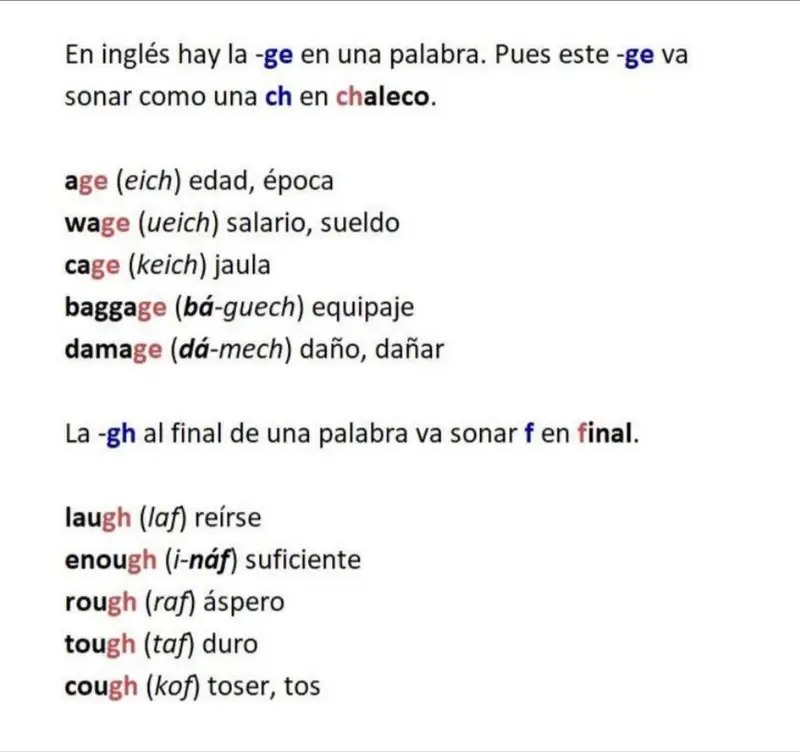 En inglés hay la -ge en una palabra. Pues este -ge va
sonar como una ch en chaleco.
age (eich) edad, época
wage (ueich) salario, sueldo
cage (keich) jaula
baggage (bá-guech) equipaje
damage (dá-mech) daño, dañar
La -gh al final de una palabra va sonar f en final.
laugh (laf) reírse
enough (i-náf) suficiente
rough (raf) áspero
tough (taf) duro
cough (kof) toser, tos